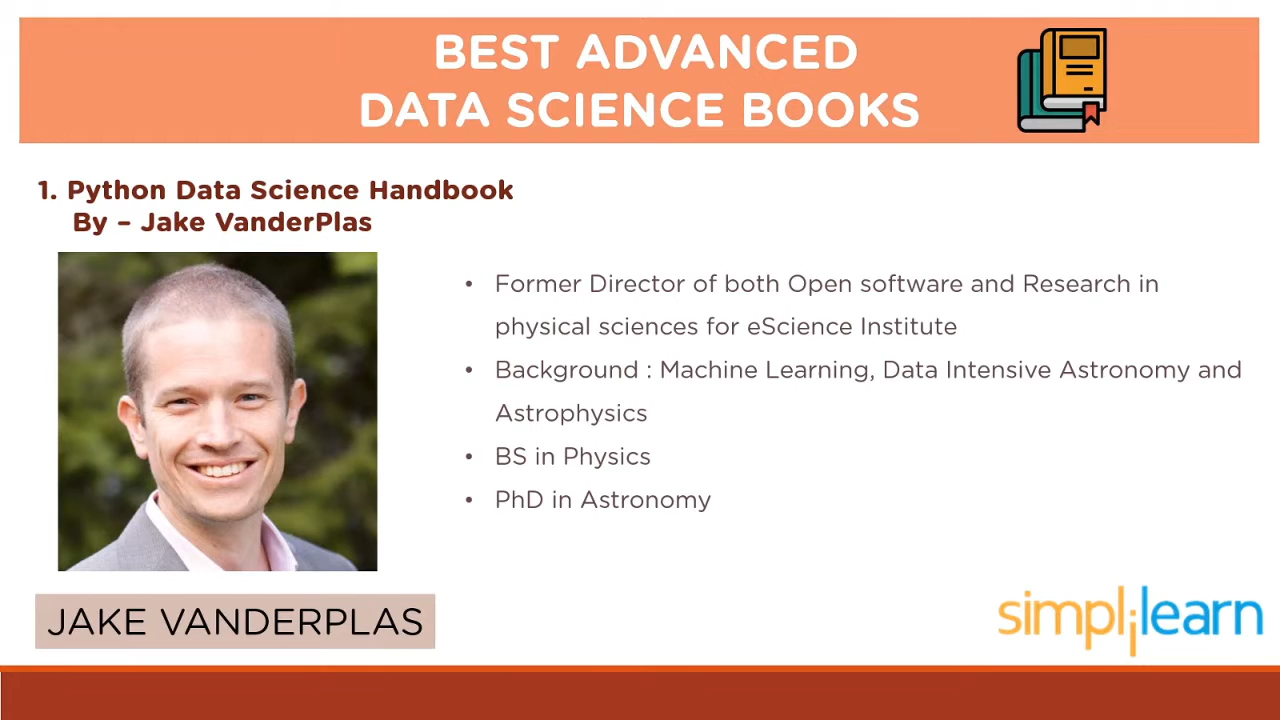 BEST ADVANCED
DATA SCIENCE BOOKS
1. Python Data Science Handbook
By – Jake VanderPlas
• Former Director of both Open software and Research in
physical sciences for eScience Institute
• Background : Machine Learning, Data Intensive Astronomy and
Astrophysics
• BS in Physics
• PhD in Astronomy
JAKE VANDERPLAS
simplilearn